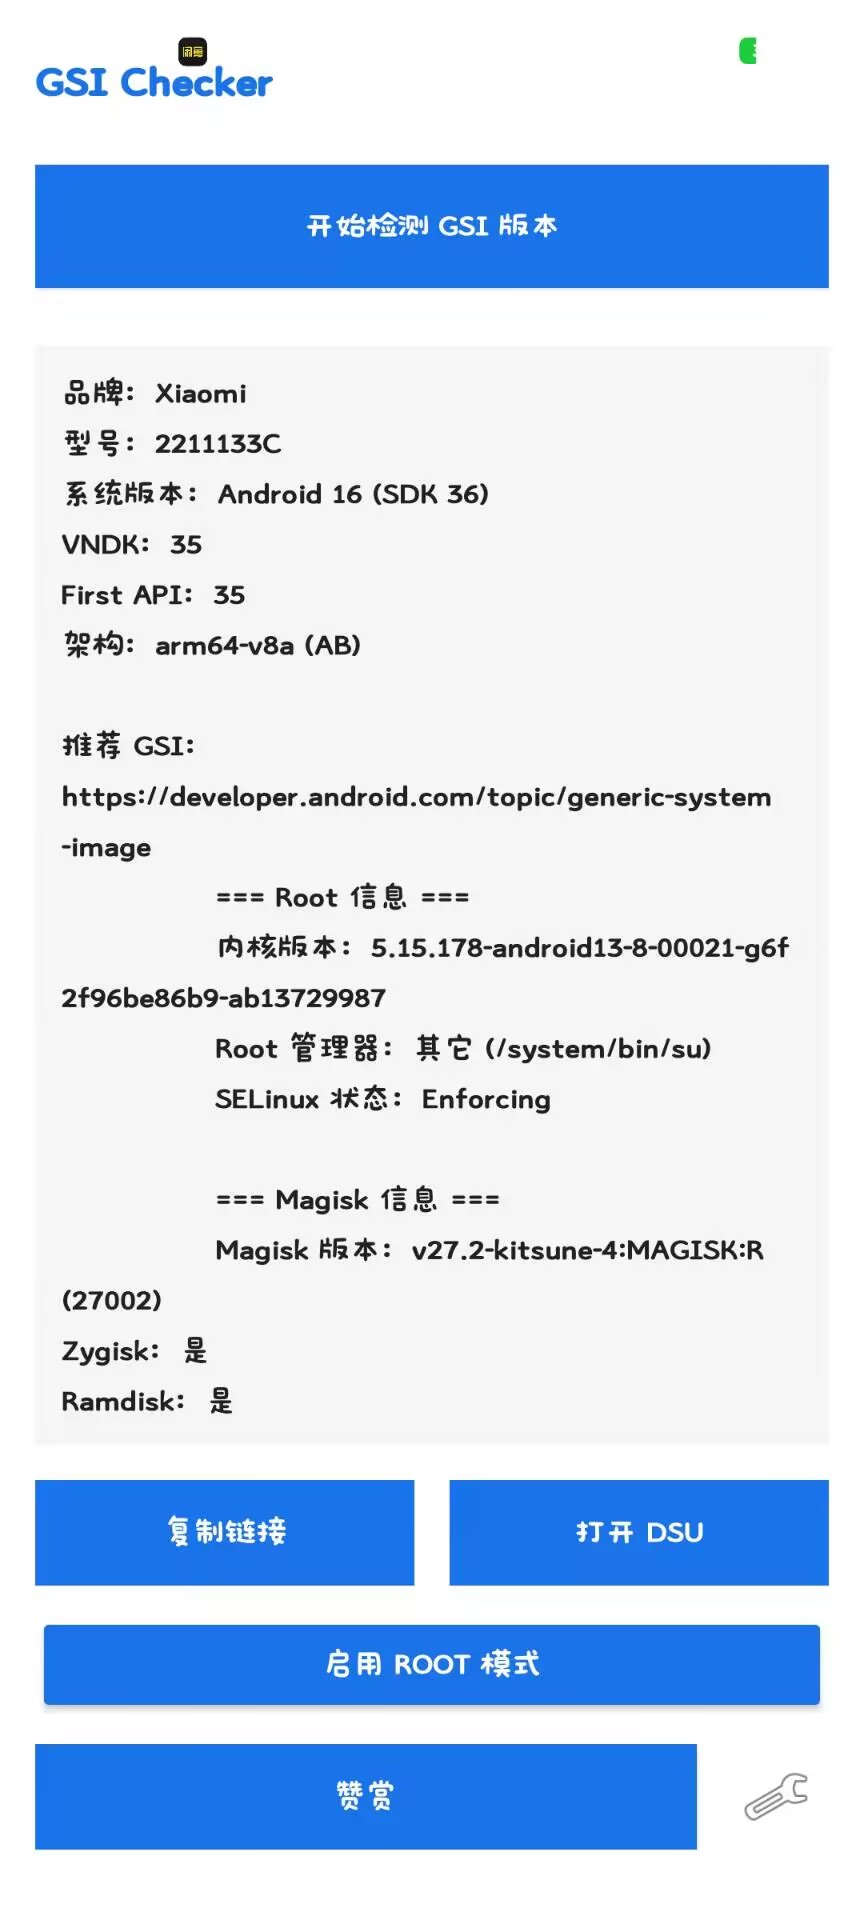 闲鱼
GSI Checker
开始检测 GSI 版本
品牌： Xiaomi
型号： 2211133C
系统版本： Android 16 (SDK 36)
VNDK： 35
First API： 35
架构： arm64-v8a (AB)
推荐 GSI：
https://developer.android.com/topic/generic-system
-image
=== Root 信息 ===
内核版本： 5.15.178-android13-8-00021-g6f
2f96be86b9-ab13729987
Root 管理器： 其它 (/system/bin/su)
SELinux 状态： Enforcing
=== Magisk 信息 ===
Magisk 版本： v27.2-kitsune-4:MAGISK:R
(27002)
Zygisk： 是
Ramdisk： 是
复制链接
打开 DSU
启用 ROOT 模式
赞赏